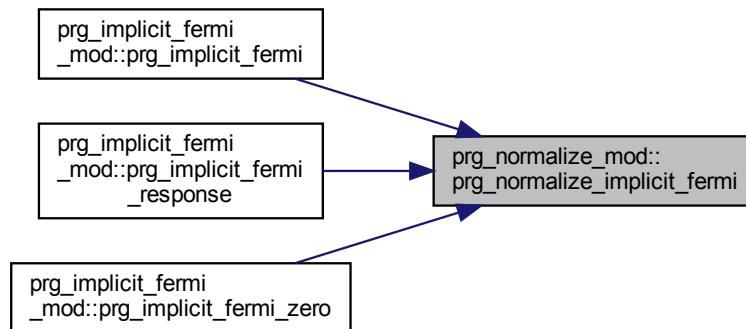 prg_implicit_fermi
_mod::prg_implicit_fermi
prg_implicit_fermi
_mod::prg_implicit_fermi
_response
prg_implicit_fermi
_mod::prg_implicit_fermi_zero
prg_normalize_mod::
prg_normalize_implicit_fermi